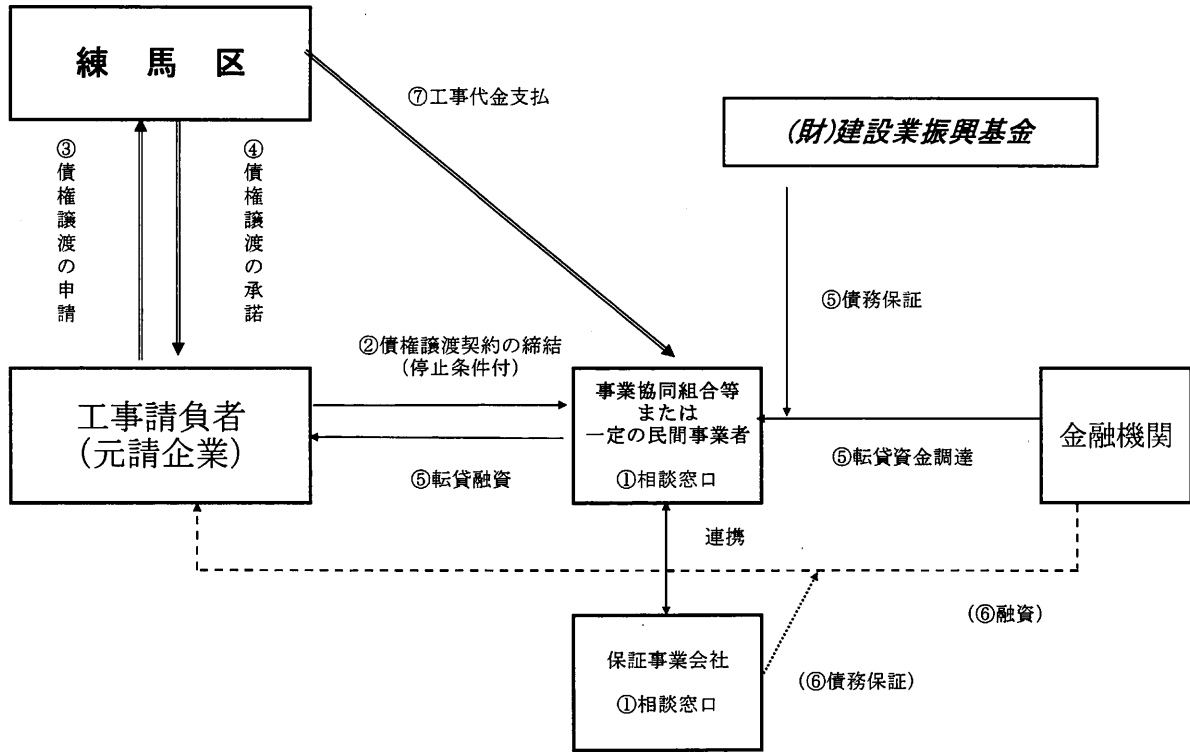 練馬区
⑦工事代金支払
(財)建設業振興基金
③債権譲渡の申請
④債権譲渡の承諾
⑤債務保証
②債権譲渡契約の締結
(停止条件付)
工事請負者
(元請企業)
事業協同組合等
または
一定の民間事業者
①相談窓口
金融機関
⑤転貸融資
⑤転貸資金調達
連携
(⑥融資)
保証事業会社
①相談窓口
(⑥債務保証)